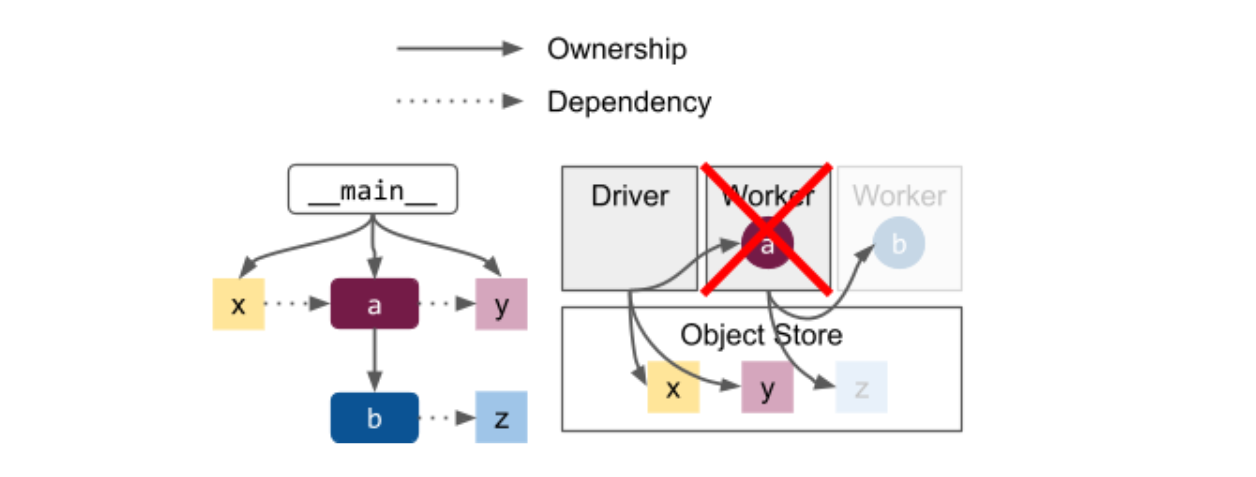 Ownership
Dependency
__main__
x
a
y
b
z
Driver
Worker
a
Worker
b
Object Store
x
y
z